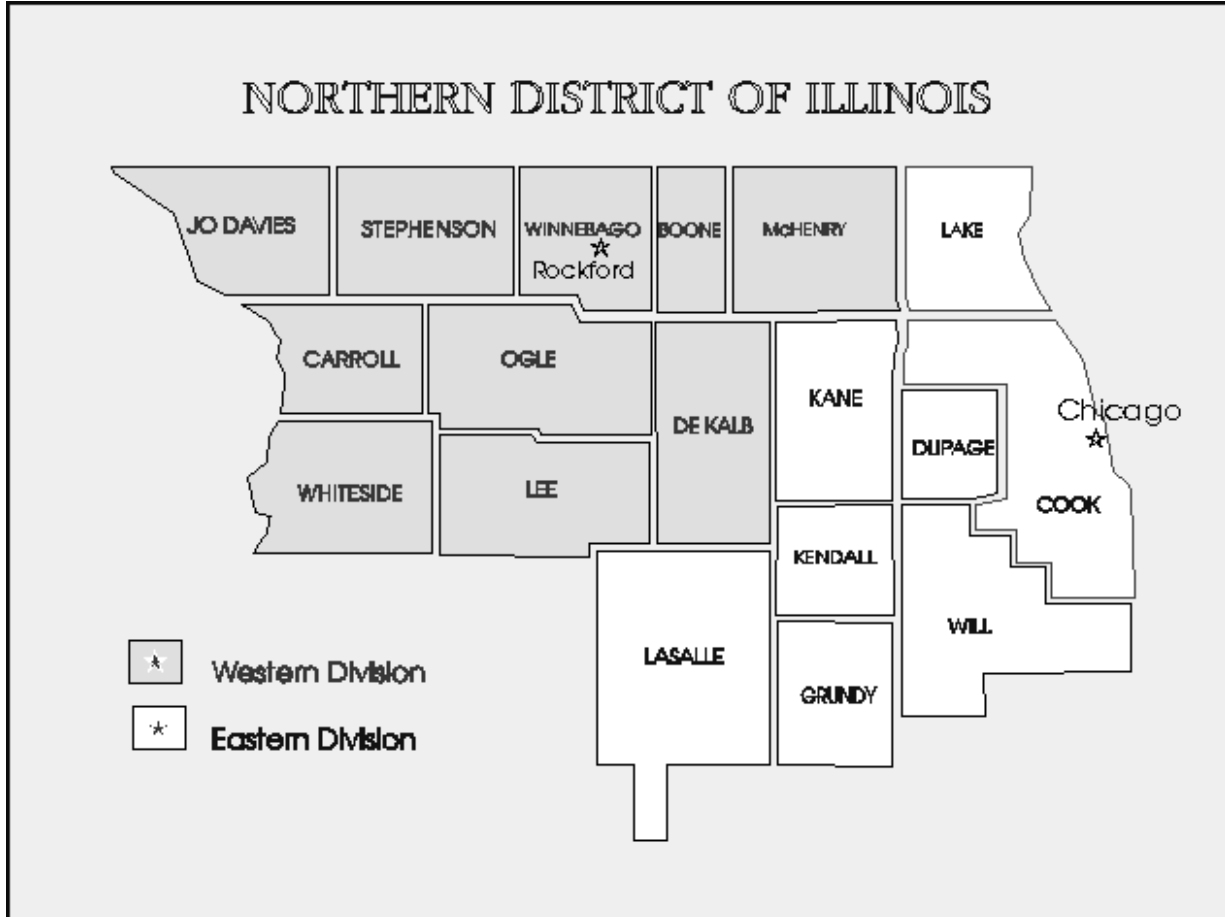 NORTHERN DISTRICT OF ILLINOIS
JO DAVIES
STEPHENSON
WINNEBAGO
Rockford
BOONE
McHENRY
LAKE
CARROLL
OGLE
DE KALB
KANE
Chicago
DUPAGE
COOK
WHITESIDE
LEE
KENDALL
LASALLE
WILL
GRUNDY
Western Division
Eastern Division